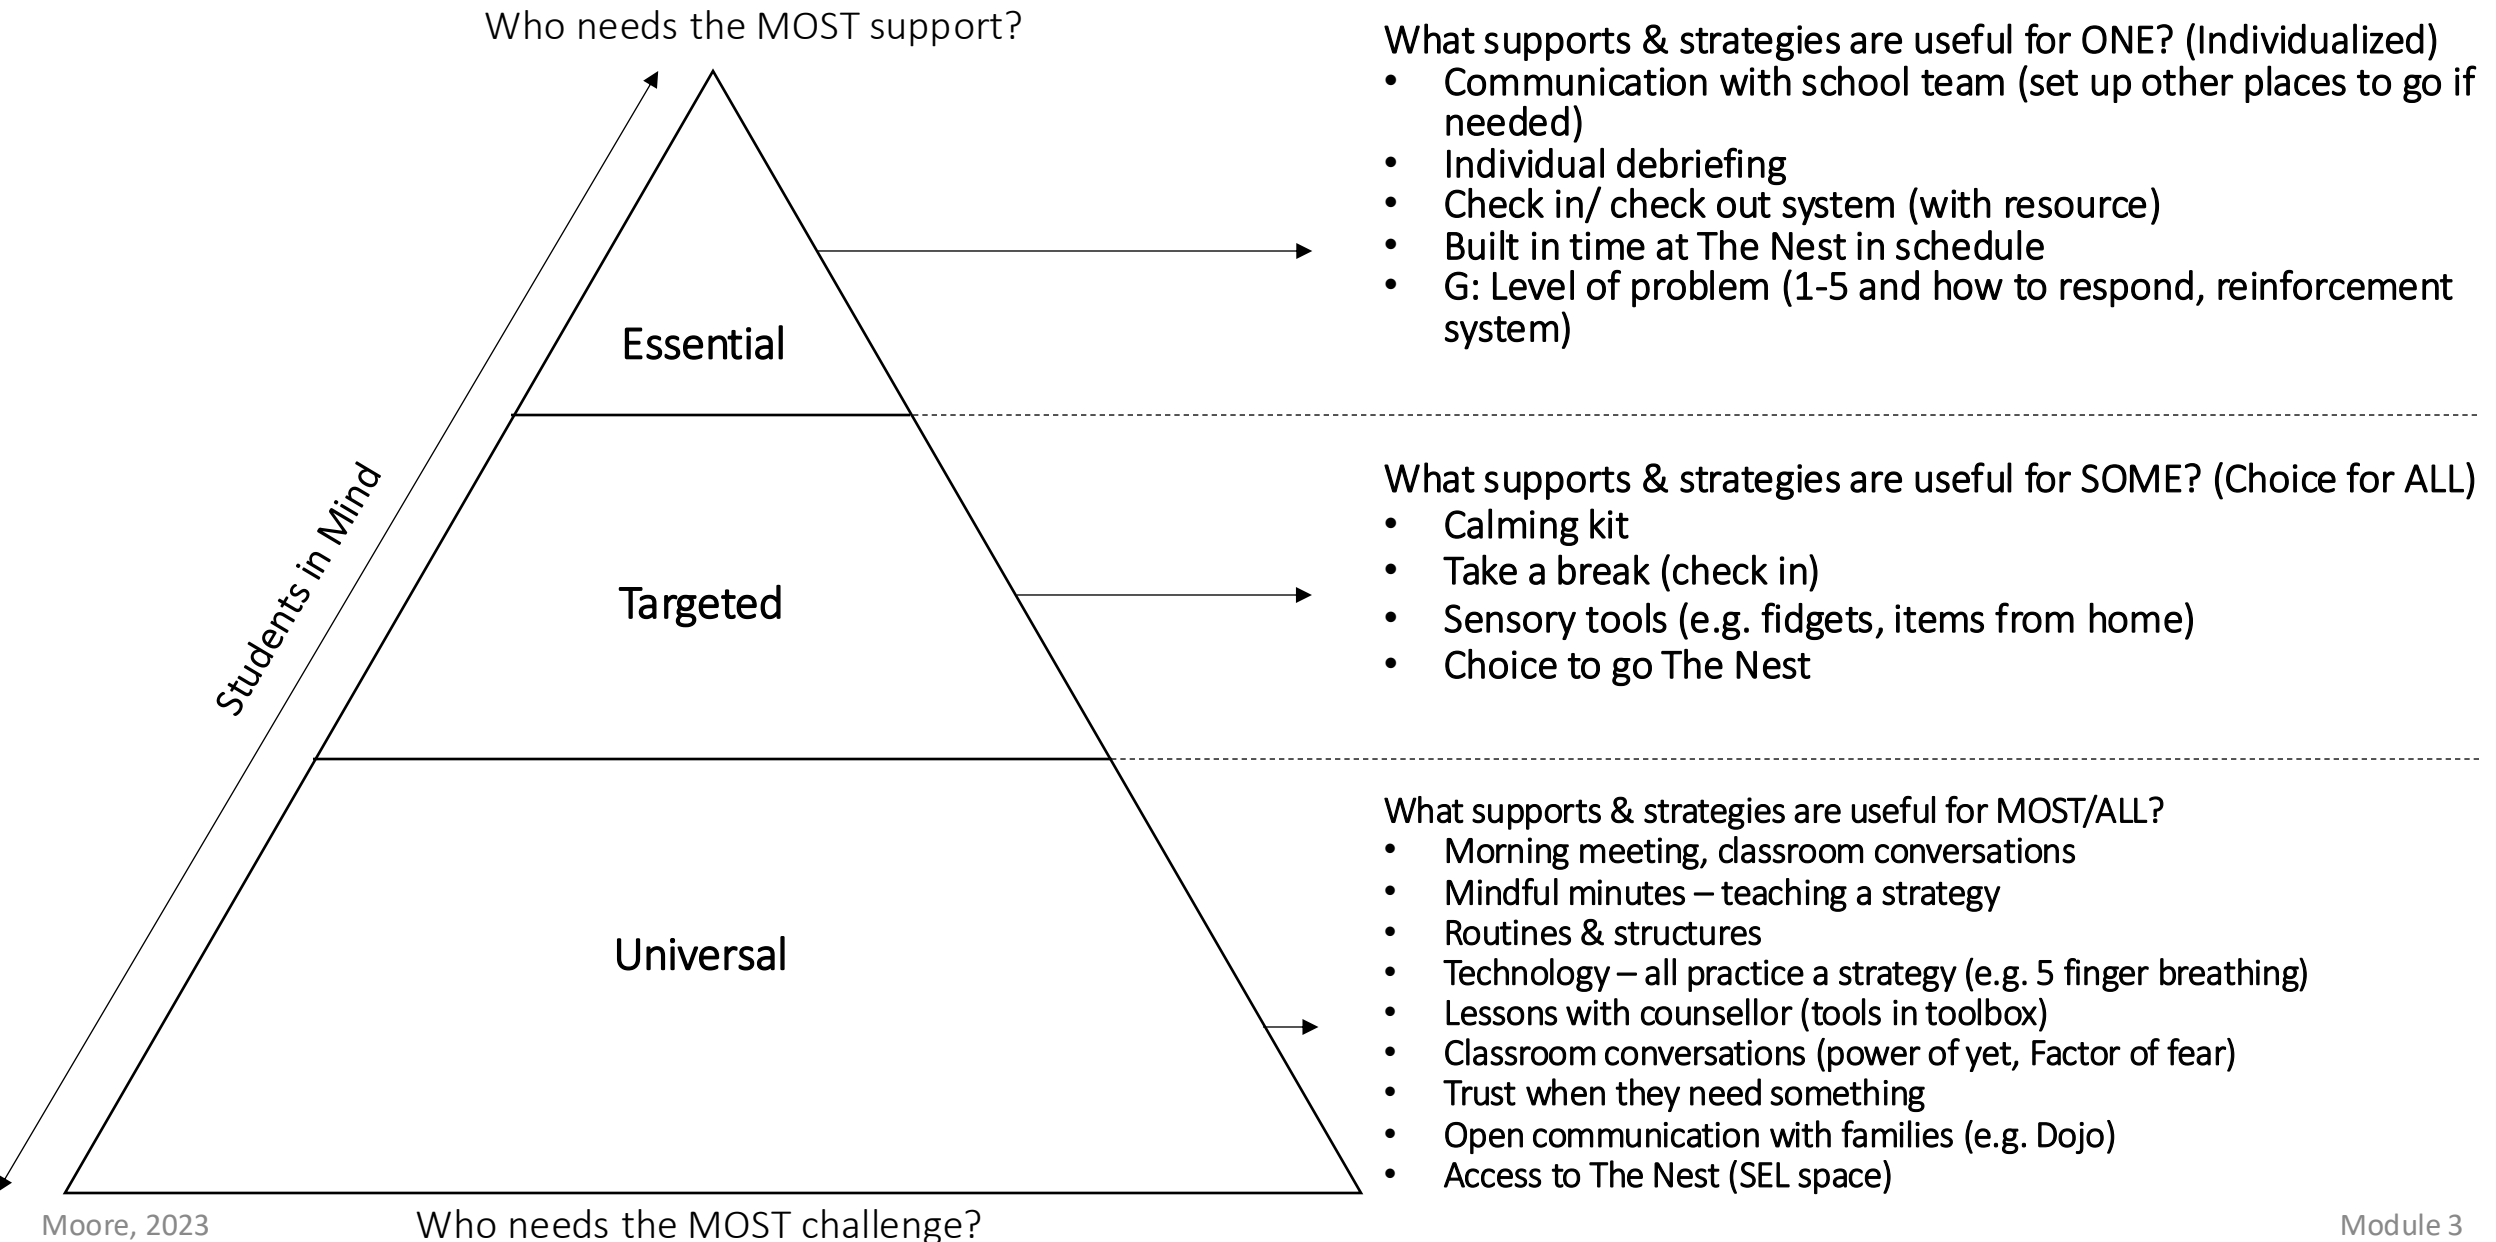 Who needs the MOST support?
What supports & strategies are useful for ONE? (Individualized)
• Communication with school team (set up other places to go if
needed)
• Individual debriefing
• Check in/ check out system (with resource)
• Built in time at The Nest in schedule
• G: Level of problem (1-5 and how to respond, reinforcement
system)
Essential
Students in Mind
What supports & strategies are useful for SOME? (Choice for ALL)
• Calming kit
• Take a break (check in)
• Sensory tools (e.g. fidgets, items from home)
• Choice to go The Nest
Targeted
What supports & strategies are useful for MOST/ALL?
• Morning meeting, classroom conversations
• Mindful minutes – teaching a strategy
• Routines & structures
• Technology – all practice a strategy (e.g. 5 finger breathing)
• Lessons with counsellor (tools in toolbox)
• Classroom conversations (power of yet, Factor of fear)
• Trust when they need something
• Open communication with families (e.g. Dojo)
• Access to The Nest (SEL space)
Universal
Moore, 2023
Who needs the MOST challenge?
Module 3